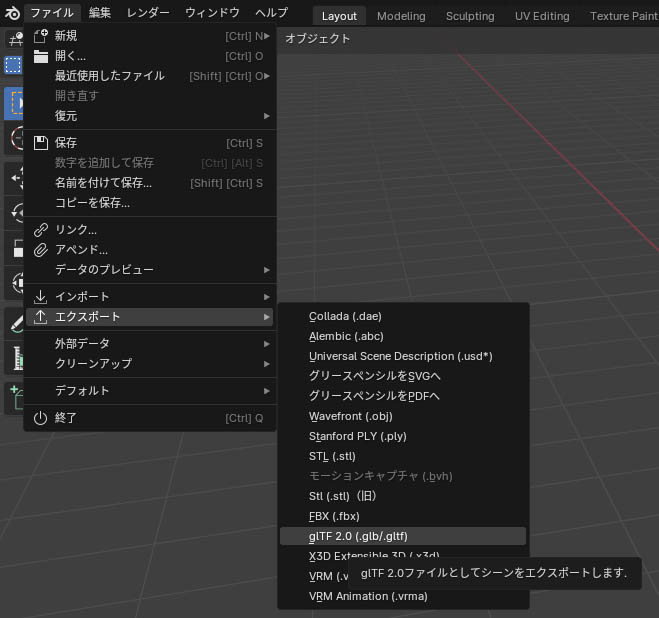 ファイル 編集 レンダー ウィンドウ ヘルプ Layout Modeling Sculpting UV Editing Texture Paint
オブジェクト
新規 [Ctrl] N
開く... [Ctrl] O
最近使用したファイル [Shift] [Ctrl] O
開き直す
復元
保存 [Ctrl] S
数字を追加して保存 [Ctrl] [Alt] S
名前を付けて保存... [Shift] [Ctrl] S
コピーを保存...
リンク...
アペンド...
データのプレビュー
インポート
エクスポート
外部データ
クリーンアップ
デフォルト
終了 [Ctrl] Q
Collada (.dae)
Alembic (.abc)
Universal Scene Description (.usd*)
グリースペンシルをSVGへ
グリースペンシルをPDFへ
Wavefront (.obj)
Stanford PLY (.ply)
STL (.stl)
モーションキャプチャ (.bvh)
Stl (.stl)（旧）
FBX (.fbx)
glTF 2.0 (.glb/.gltf)
X3D Extensible 3D (.x3d)
VRM (.v
glTF 2.0ファイルとしてシーンをエクスポートします.
VRM Animation (.vrma)